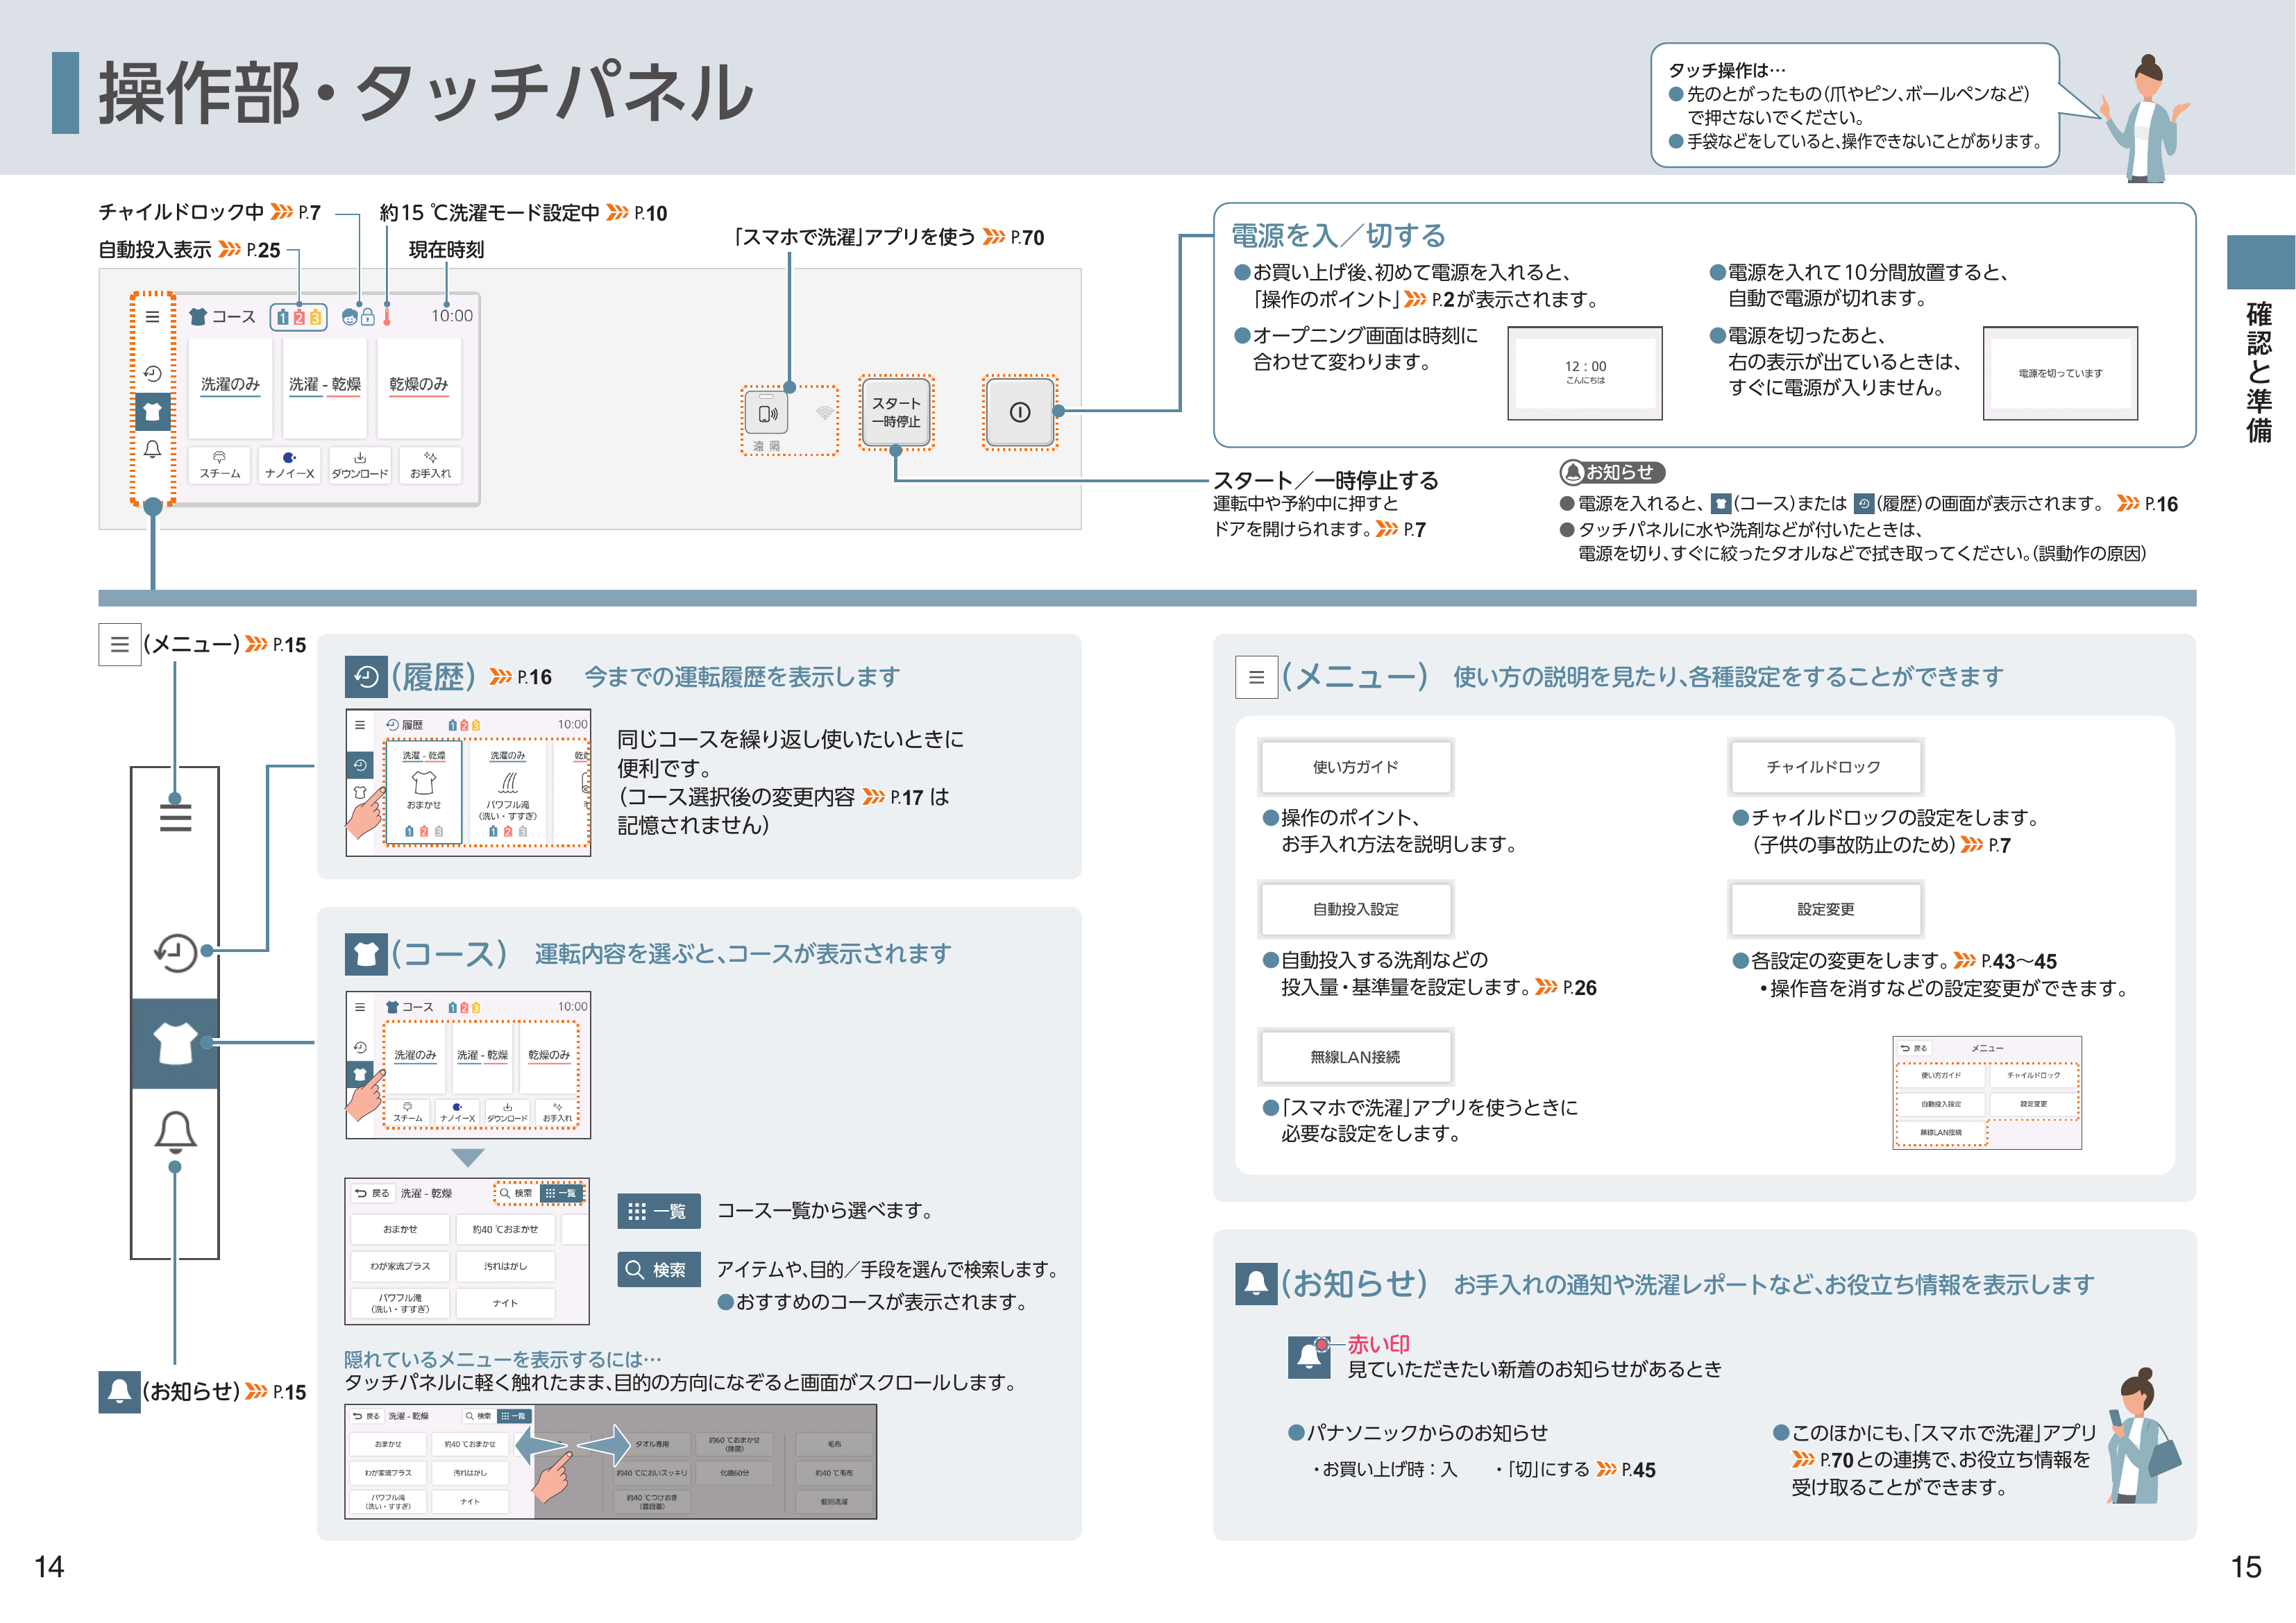 操作部・タッチパネル
タッチ操作は…
●先のとがったもの(爪やピン、ボールペンなど)
で押さないでください。
●手袋などをしていると、操作できないことがあります。
チャイルドロック中 P.7
約15 ℃洗濯モード設定中 P.10
自動投入表示 P.25
現在時刻
「スマホで洗濯」アプリを使う P.70
コース 1 2 3 10:00
洗濯のみ 洗濯-乾燥 乾燥のみ
スチーム ナノイーX ダウンロード お手入れ
遠隔
スタート
一時停止
電源を入／切する
●お買い上げ後、初めて電源を入れると、
「操作のポイント」 P.2が表示されます。
●オープニング画面は時刻に
合わせて変わります。
12：00
こんにちは
●電源を入れて10分間放置すると、
自動で電源が切れます。
●電源を切ったあと、
右の表示が出ているときは、
すぐに電源が入りません。
電源を切っています
確認と準備
スタート／一時停止する
運転中や予約中に押すと
ドアを開けられます。 P.7
お知らせ
●電源を入れると、(コース)または(履歴)の画面が表示されます。 P.16
●タッチパネルに水や洗剤などが付いたときは、
電源を切り、すぐに絞ったタオルなどで拭き取ってください。(誤動作の原因)
(メニュー) P.15
(お知らせ) P.15
(履歴) P.16 今までの運転履歴を表示します
履歴 1 2 3 10:00
洗濯-乾燥 洗濯のみ
おまかせ パワフル滝
(洗い・すすぎ)
1 2 3 1 2 3
同じコースを繰り返し使いたいときに
便利です。
(コース選択後の変更内容 P.17 は
記憶されません)
(コース) 運転内容を選ぶと、コースが表示されます
コース 1 2 3 10:00
洗濯のみ 洗濯-乾燥 乾燥のみ
スチーム ナノイーX ダウンロード お手入れ
戻る 洗濯-乾燥 検索 一覧
おまかせ 約40 ℃おまかせ
わが家流プラス 汚れはがし
パワフル滝
(洗い・すすぎ) ナイト
一覧 コース一覧から選べます。
検索 アイテムや、目的／手段を選んで検索します。
●おすすめのコースが表示されます。
隠れているメニューを表示するには…
タッチパネルに軽く触れたまま、目的の方向になぞると画面がスクロールします。
戻る 洗濯-乾燥 検索 一覧
おまかせ 約40 ℃おまかせ タオル専用 約60 ℃おまかせ
(除菌) 毛布
わが家流プラス 汚れはがし 約40 ℃においスッキリ 化繊60分 約40 ℃毛布
パワフル滝
(洗い・すすぎ) ナイト 約40 ℃つけおき
(普段着) 個別洗濯
(メニュー) 使い方の説明を見たり、各種設定をすることができます
使い方ガイド
●操作のポイント、
お手入れ方法を説明します。
チャイルドロック
●チャイルドロックの設定をします。
(子供の事故防止のため) P.7
自動投入設定
●自動投入する洗剤などの
投入量・基準量を設定します。 P.26
設定変更
●各設定の変更をします。 P.43～45
・操作音を消すなどの設定変更ができます。
無線LAN接続
●「スマホで洗濯」アプリを使うときに
必要な設定をします。
戻る メニュー
使い方ガイド チャイルドロック
自動投入設定 設定変更
無線LAN接続
(お知らせ) お手入れの通知や洗濯レポートなど、お役立ち情報を表示します
赤い印
見ていただきたい新着のお知らせがあるとき
●パナソニックからのお知らせ
・お買い上げ時：入 ・「切」にする P.45
●このほかにも、「スマホで洗濯」アプリ
P.70との連携で、お役立ち情報を
受け取ることができます。
14
15